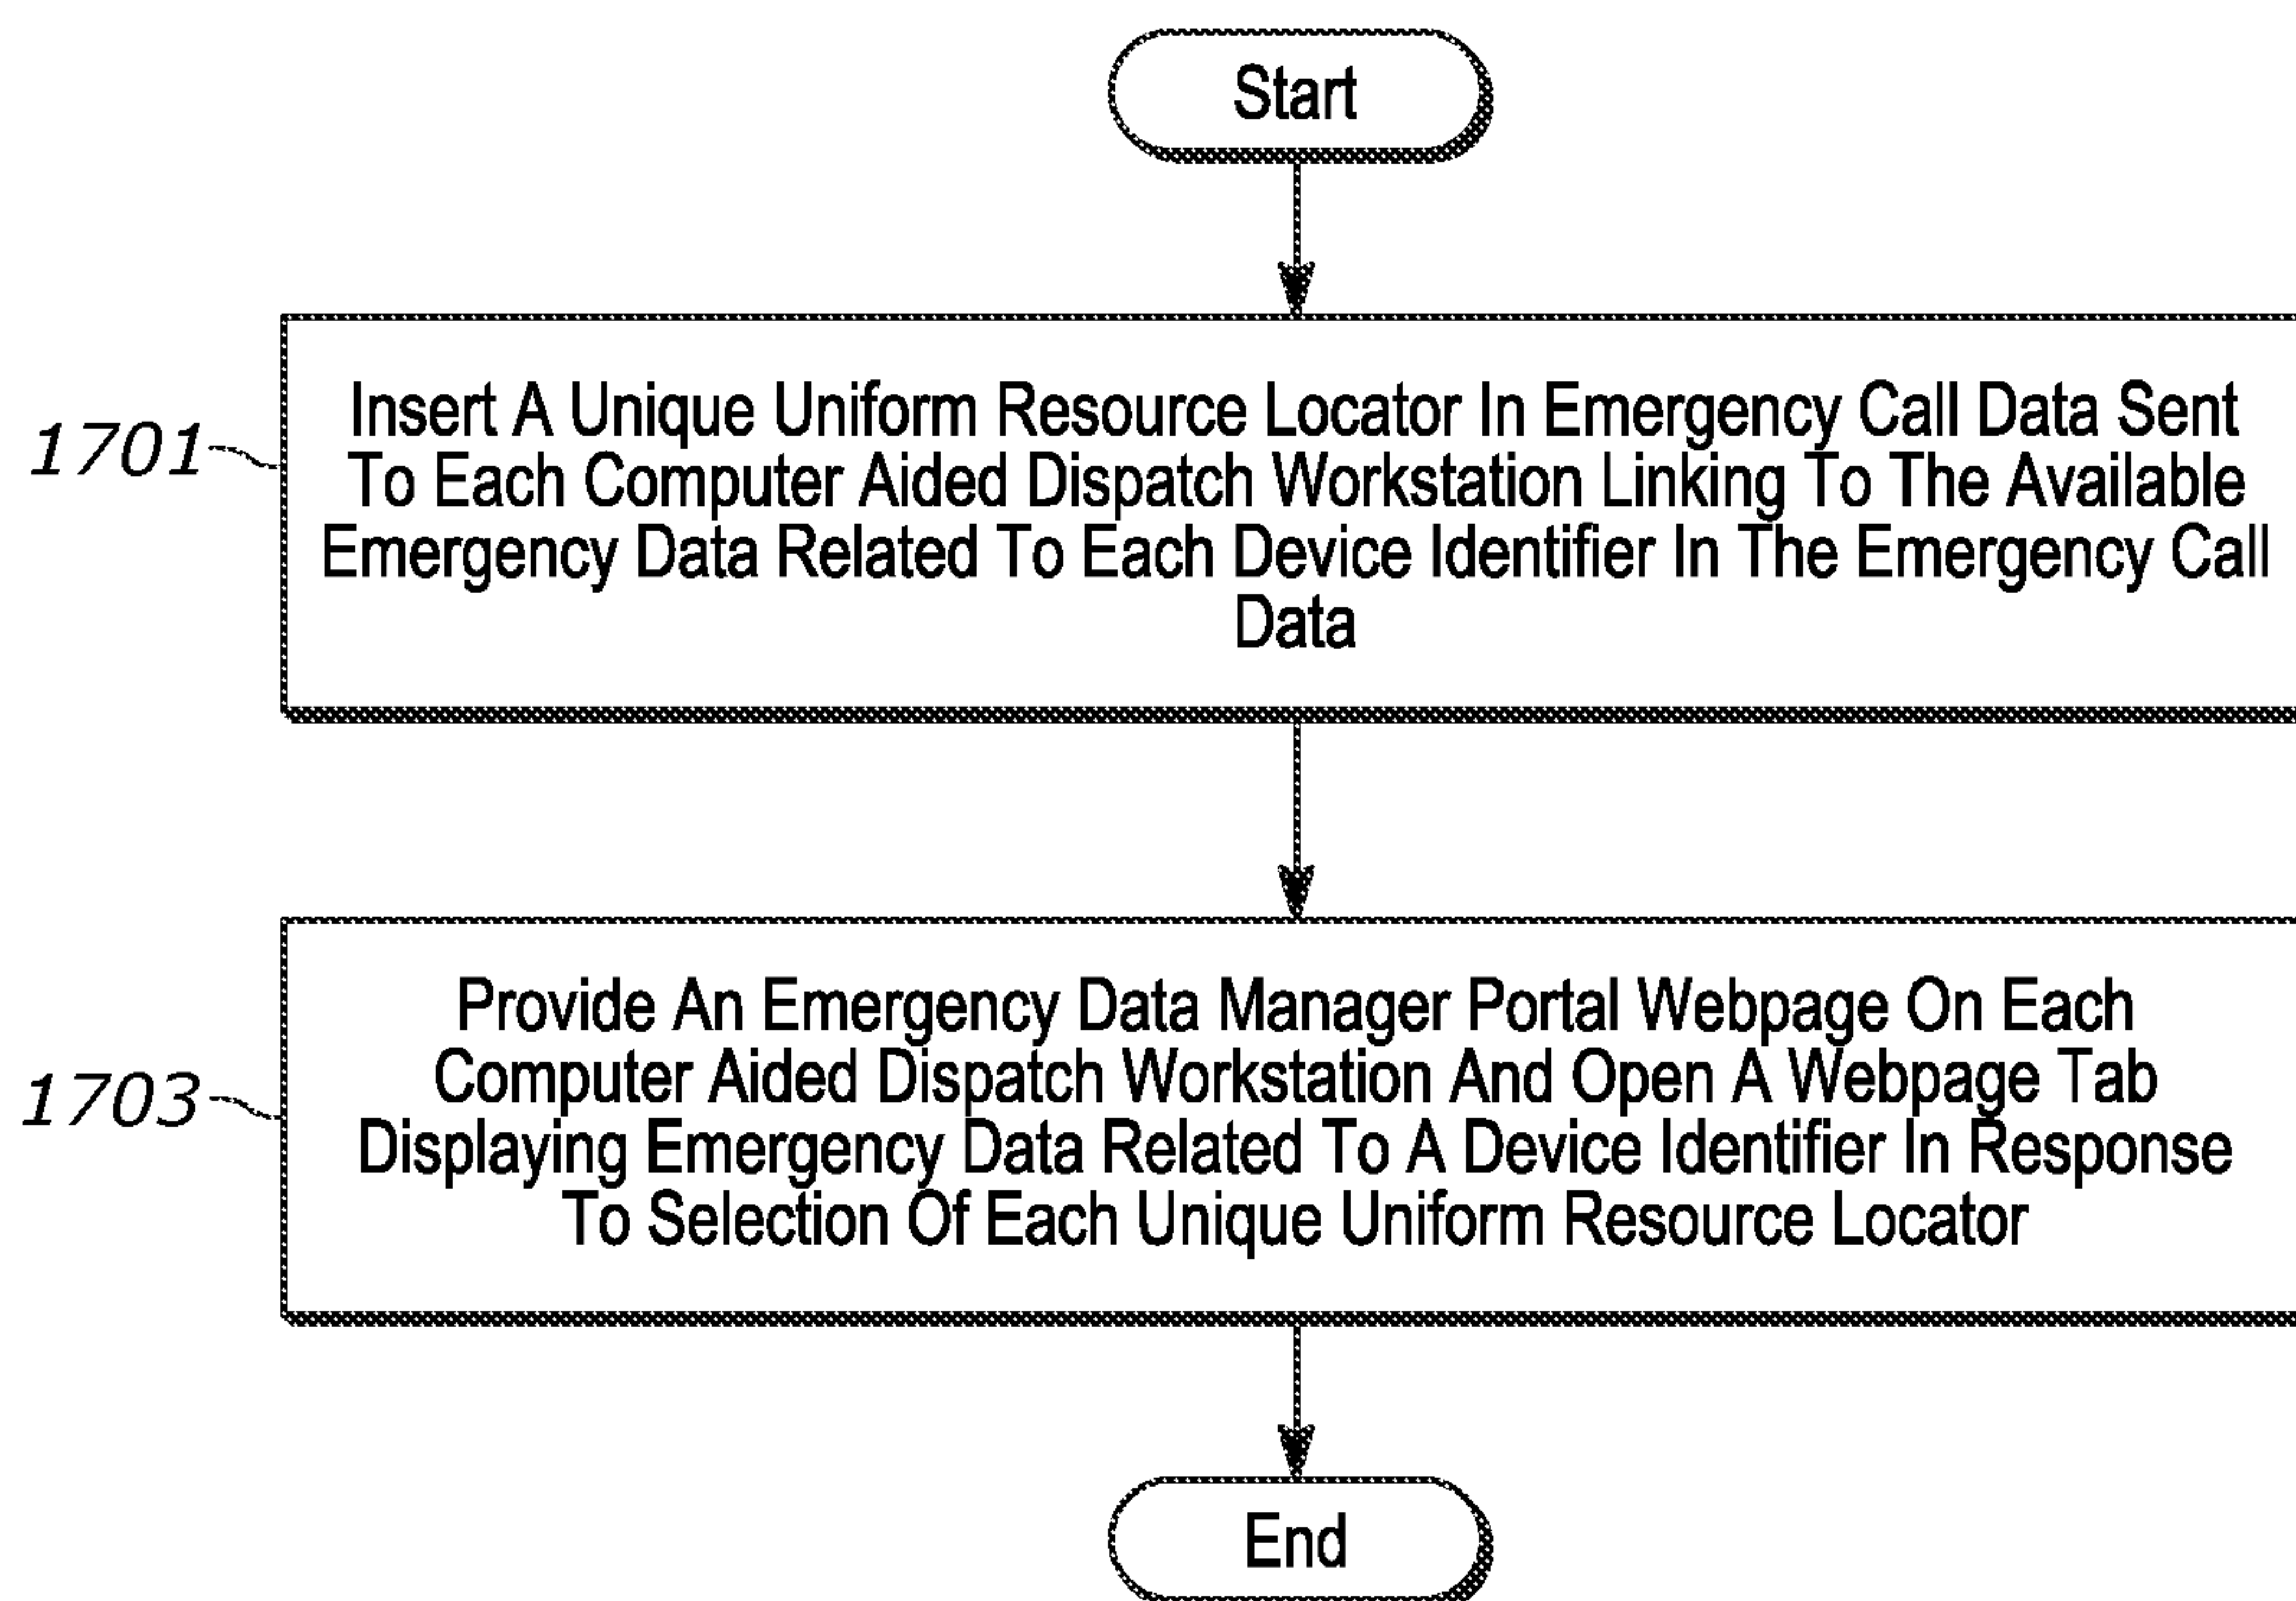 Start
Insert A Unique Uniform Resource Locator In Emergency Call Data Sent
1701
To Each Computer Aided Dispatch Workstation Linking To The Available
Emergency Data Related To Each Device Identifier In The Emergency Call
Data
Provide An Emergency Data Manager Portal Webpage On Each
1703
Computer Aided Dispatch Workstation And Open A Webpage Tab
Displaying Emergency Data Related To A Device Identifier In Response
To Selection Of Each Unique Uniform Resource Locator
End